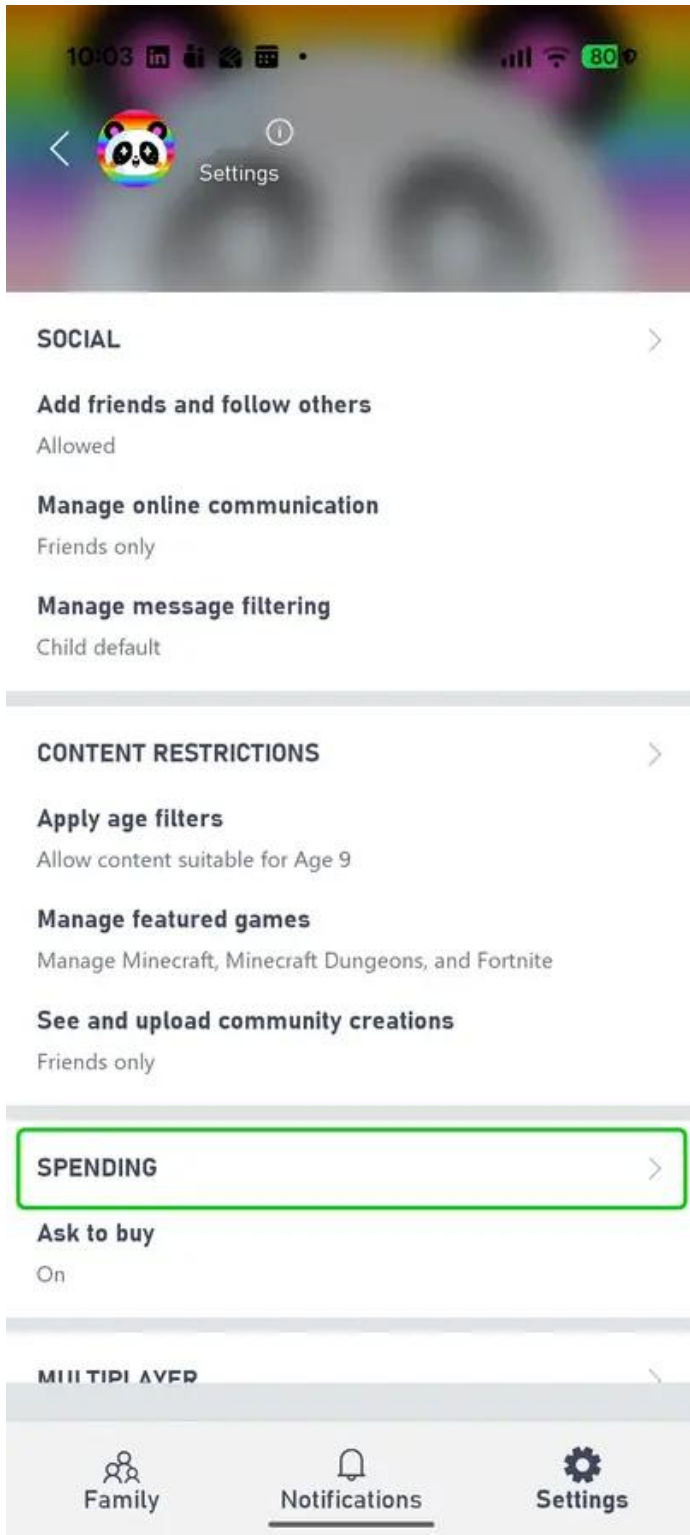 10:03
80
Settings
SOCIAL
Add friends and follow others
Allowed
Manage online communication
Friends only
Manage message filtering
Child default
CONTENT RESTRICTIONS
Apply age filters
Allow content suitable for Age 9
Manage featured games
Manage Minecraft, Minecraft Dungeons, and Fortnite
See and upload community creations
Friends only
SPENDING
Ask to buy
On
MULTIPLAYER
Family
Notifications
Settings